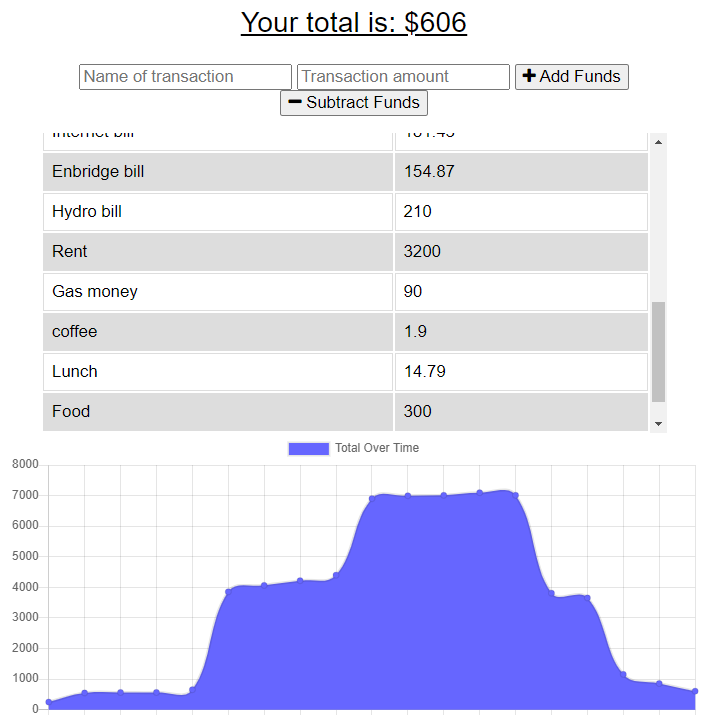 Your total is: $606
Name of transaction
Transaction amount
Add Funds
Subtract Funds
Internet bill
Enbridge bill 154.87
Hydro bill 210
Rent 3200
Gas money 90
coffee 1.9
Lunch 14.79
Food 300
Total Over Time
8000
7000
6000
5000
4000
3000
2000
1000
0